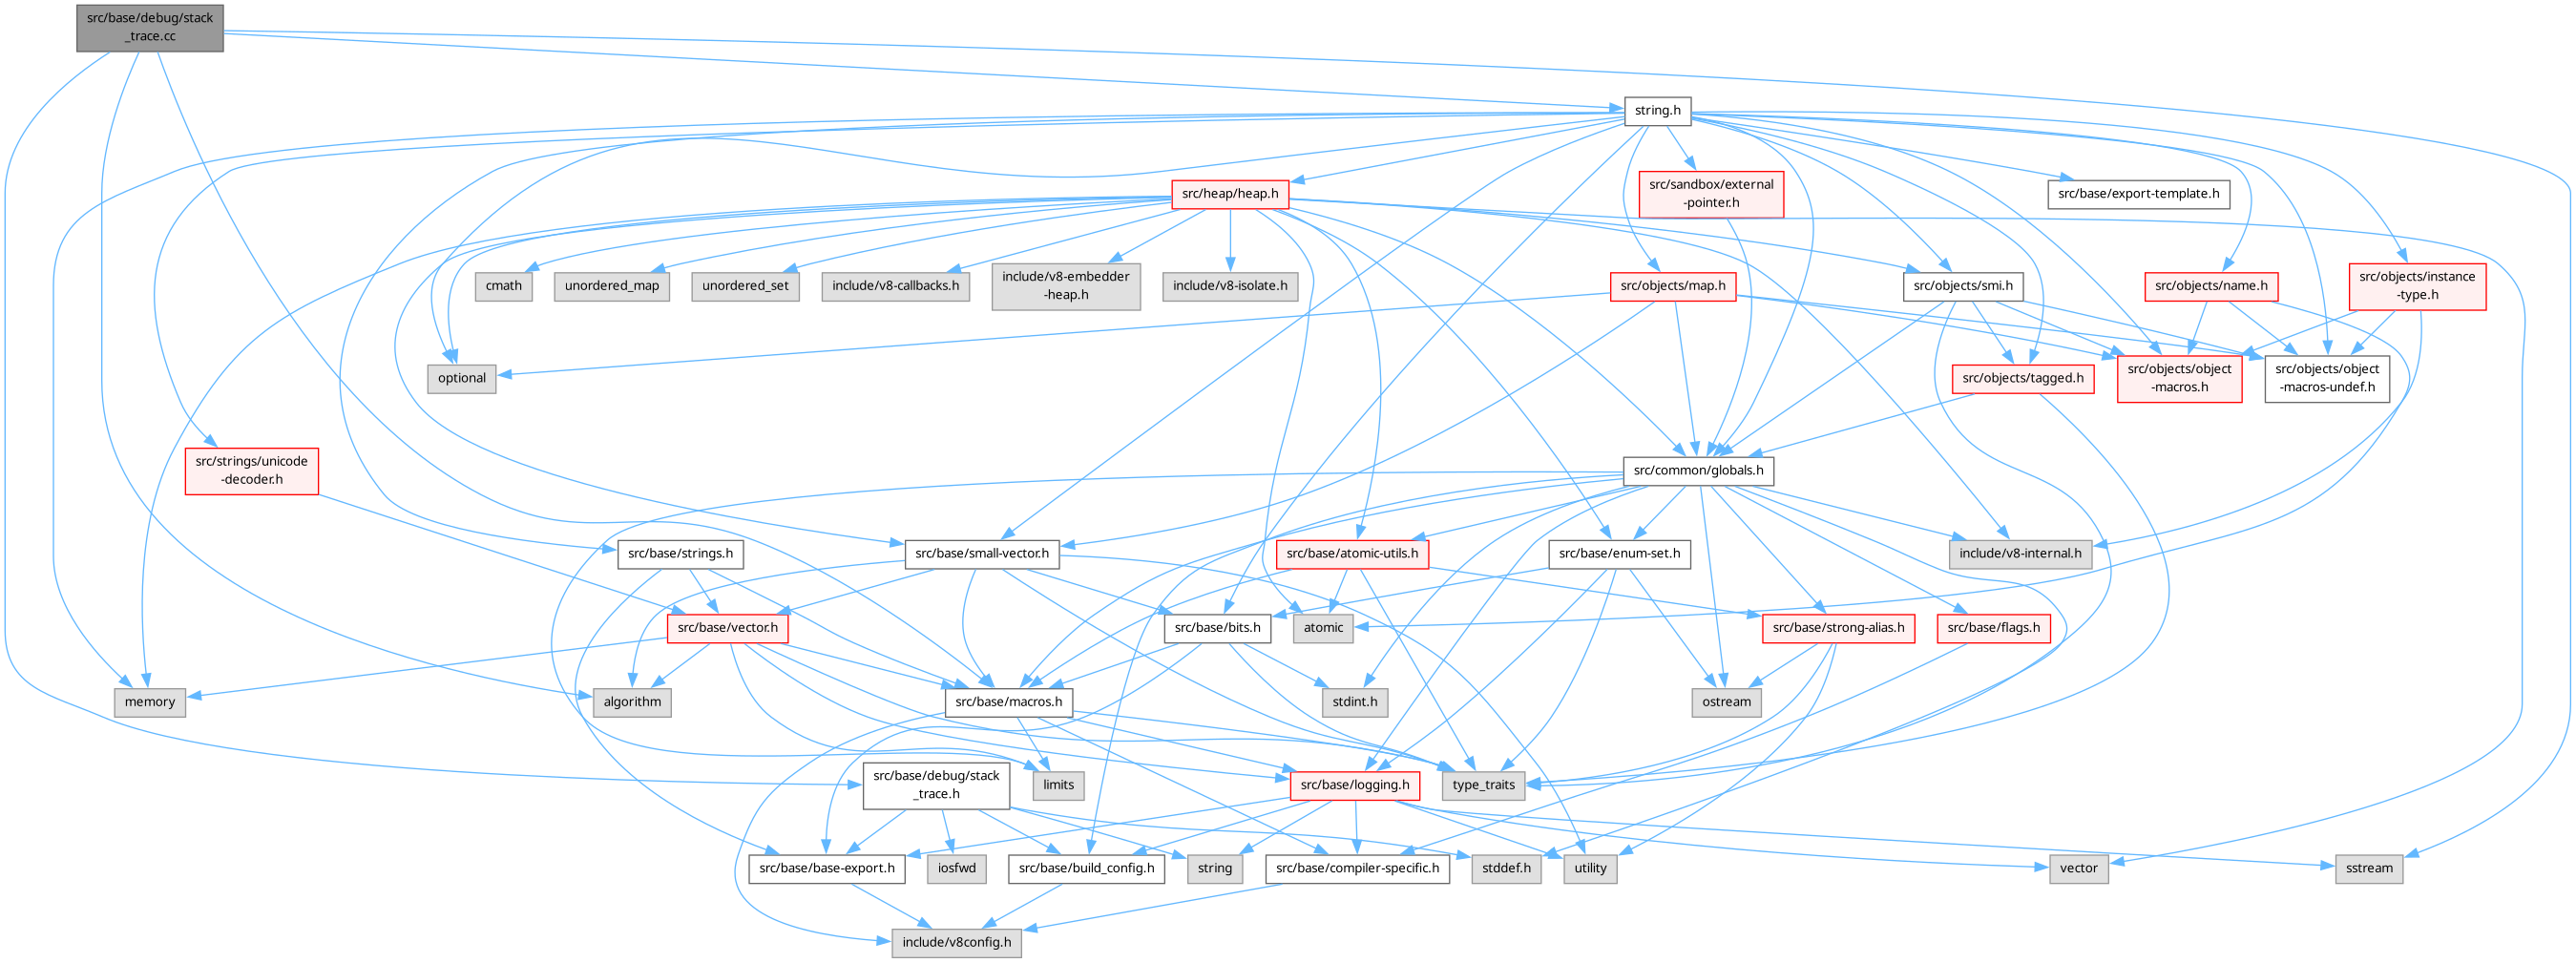 src/base/debug/stack
_trace.cc
string.h
src/heap/heap.h
src/sandbox/external
-pointer.h
src/base/export-template.h
cmath
unordered_map
unordered_set
include/v8-callbacks.h
include/v8-embedder
-heap.h
include/v8-isolate.h
src/objects/map.h
src/objects/smi.h
src/objects/name.h
src/objects/instance
-type.h
optional
src/objects/tagged.h
src/objects/object
-macros.h
src/objects/object
-macros-undef.h
src/strings/unicode
-decoder.h
src/common/globals.h
src/base/strings.h
src/base/small-vector.h
src/base/atomic-utils.h
src/base/enum-set.h
include/v8-internal.h
src/base/vector.h
src/base/bits.h
atomic
src/base/strong-alias.h
src/base/flags.h
memory
algorithm
src/base/macros.h
stdint.h
ostream
src/base/debug/stack
_trace.h
limits
src/base/logging.h
type_traits
src/base/base-export.h
iosfwd
src/base/build_config.h
string
src/base/compiler-specific.h
stddef.h
utility
vector
sstream
include/v8config.h